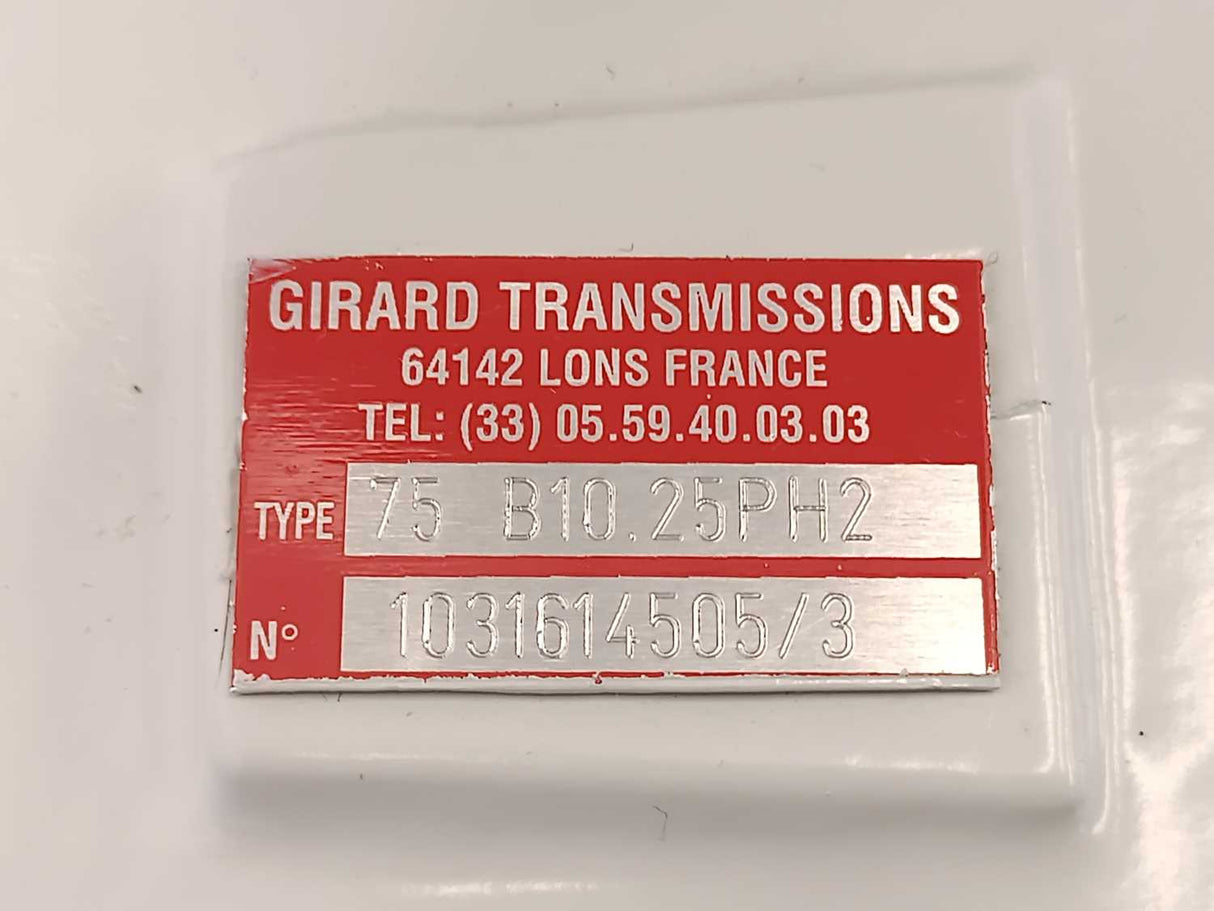 GIRARD TRANSMISSIONS
64142 LONS FRANCE
TEL: (33) 05.59.40.03.03
TYPE 75 B10.25PH2
N° 1031614505/3